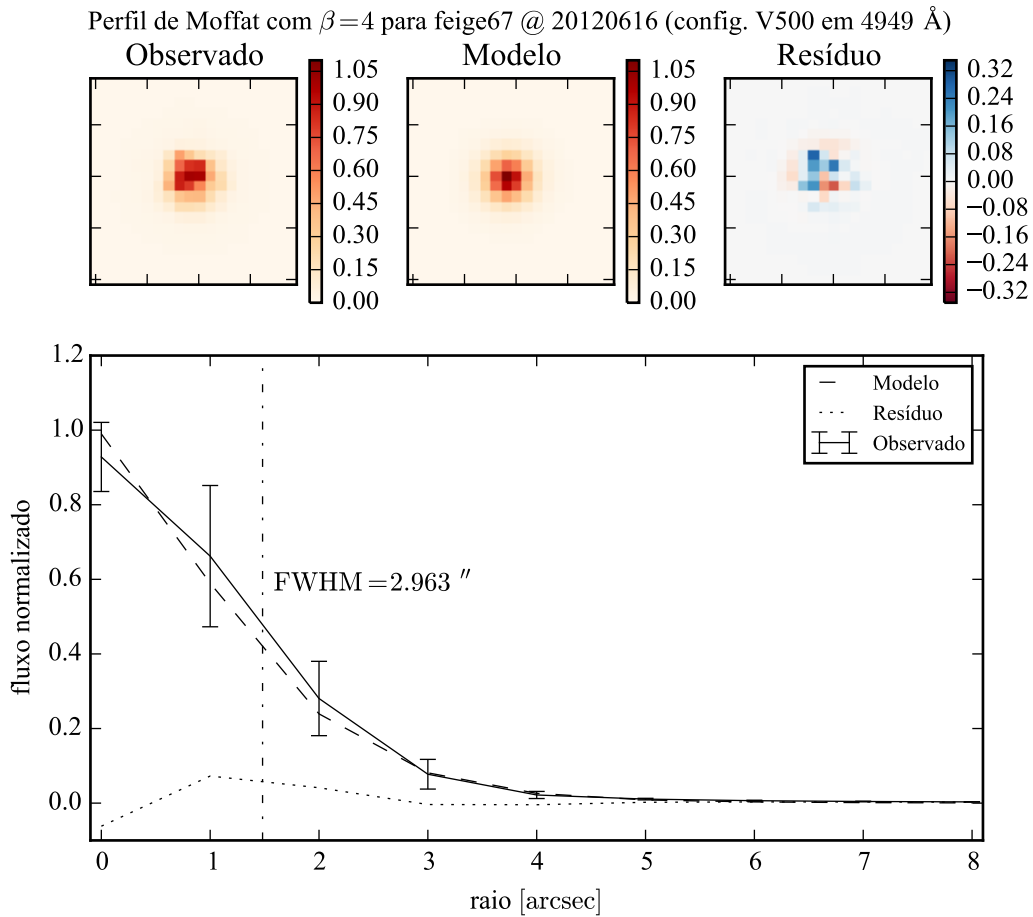 Perfil de Moffat com β=4 para feige67 @ 20120616 (config. V500 em 4949 Å)
Observado
Modelo
Resíduo
1.05
0.90
0.75
0.60
0.45
0.30
0.15
0.00
1.05
0.90
0.75
0.60
0.45
0.30
0.15
0.00
0.32
0.24
0.16
0.08
0.00
−0.08
−0.16
−0.24
−0.32
1.2
1.0
0.8
0.6
0.4
0.2
0.0
fluxo normalizado
Modelo
Resíduo
Observado
FWHM=2.963 ″
0 1 2 3 4 5 6 7 8
raio [arcsec]